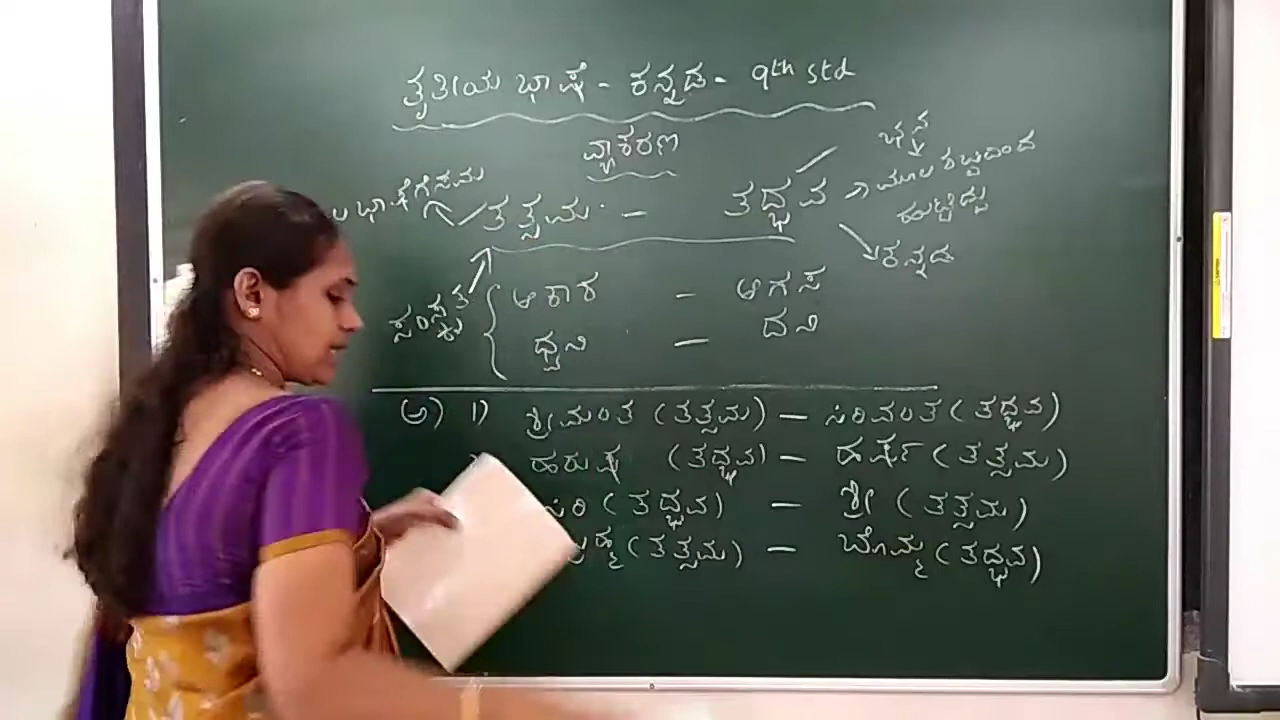 ತೃತೀಯ ಭಾಷೆ - ಕನ್ನಡ - 9th std
ವ್ಯಾಕರಣ
ಭಾಷೆಗೆ ಸಮ
ತತ್ಸಮ - ತದ್ಭವ
ಮೂಲ ಶಬ್ದದಿಂದ
ಹುಟ್ಟಿದ್ದು
ಕನ್ನಡ
ಸಂಸ್ಕೃತ
ಆಕಾಶ - ಆಗಸ
ಧ್ವನಿ - ದನಿ
ಅ) 1) ಶ್ರೀಮಂತ (ತತ್ಸಮ) - ಸಿರಿವಂತ (ತದ್ಭವ)
ಹರುಷ (ತದ್ಭವ) - ಹರ್ಷ (ತತ್ಸಮ)
ಸಿರಿ (ತದ್ಭವ) - ಶ್ರೀ (ತತ್ಸಮ)
(ತತ್ಸಮ) - ಬೊಮ್ಮ (ತದ್ಭವ)